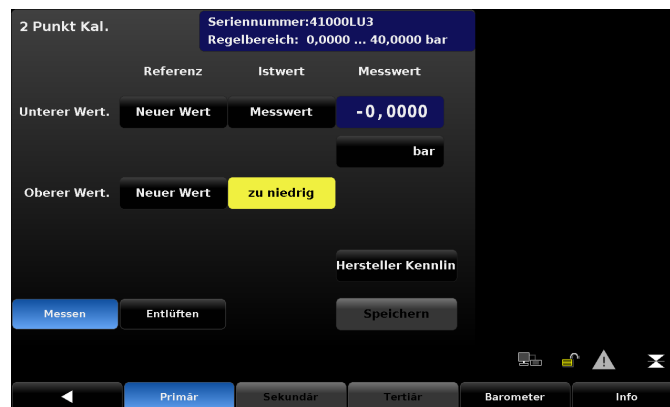 2 Punkt Kal.
Seriennummer:41000LU3
Regelbereich: 0,0000 ... 40,0000 bar
Referenz Istwert Messwert
Unterer Wert. Neuer Wert Messwert -0,0000
bar
Oberer Wert. Neuer Wert zu niedrig
Hersteller Kennlin
Messen Entlüften Speichern
Primär Sekundär Tertiär Barometer Info